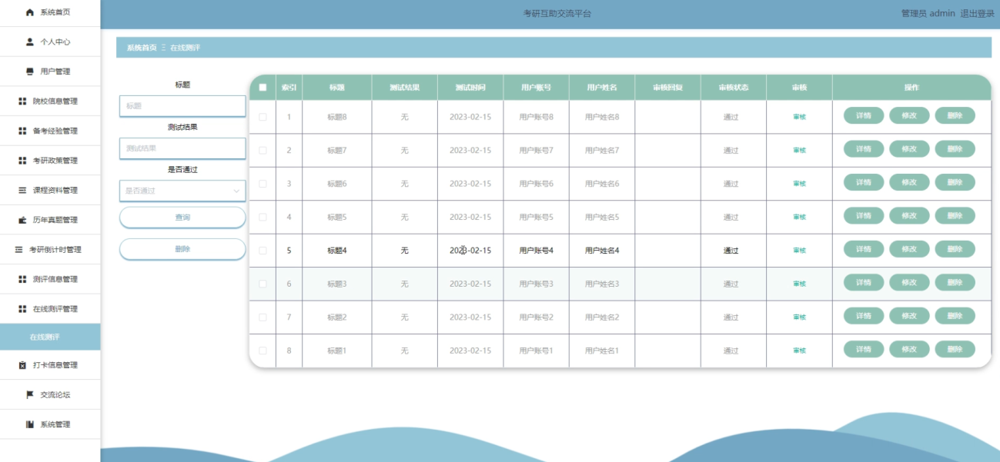 考研互助交流平台
管理员 admin 退出登录
系统首页
个人中心
用户管理
院校信息管理
备考经验管理
考研政策管理
课程资料管理
历年真题管理
考研倒计时管理
测评信息管理
在线测评管理
在线测评
打卡信息管理
交流论坛
系统管理
系统首页 Ξ 在线测评
标题
标题
测试结果
测试结果
是否通过
是否通过
查询
删除
索引 标题 测试结果 测试时间 用户账号 用户姓名 审核回复 审核状态 审核 操作
1 标题8 无 2023-02-15 用户账号8 用户姓名8 通过 审核 详情 修改 删除
2 标题7 无 2023-02-15 用户账号7 用户姓名7 通过 审核 详情 修改 删除
3 标题6 无 2023-02-15 用户账号6 用户姓名6 通过 审核 详情 修改 删除
4 标题5 无 2023-02-15 用户账号5 用户姓名5 通过 审核 详情 修改 删除
5 标题4 无 2023-02-15 用户账号4 用户姓名4 通过 审核 详情 修改 删除
6 标题3 无 2023-02-15 用户账号3 用户姓名3 通过 审核 详情 修改 删除
7 标题2 无 2023-02-15 用户账号2 用户姓名2 通过 审核 详情 修改 删除
8 标题1 无 2023-02-15 用户账号1 用户姓名1 通过 审核 详情 修改 删除